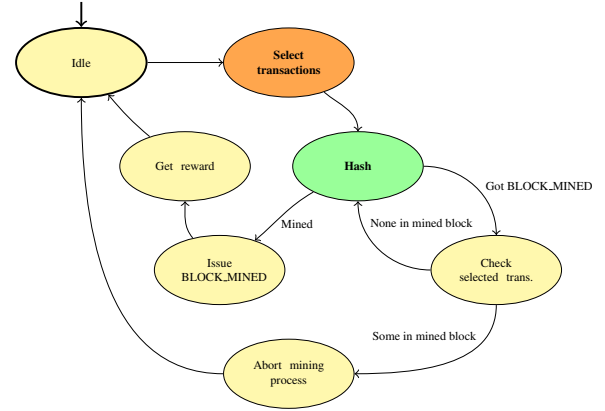 Idle
Select
transactions
Get reward
Hash
Got BLOCK_MINED
Mined
None in mined block
Issue
BLOCK_MINED
Check
selected trans.
Some in mined block
Abort mining
process